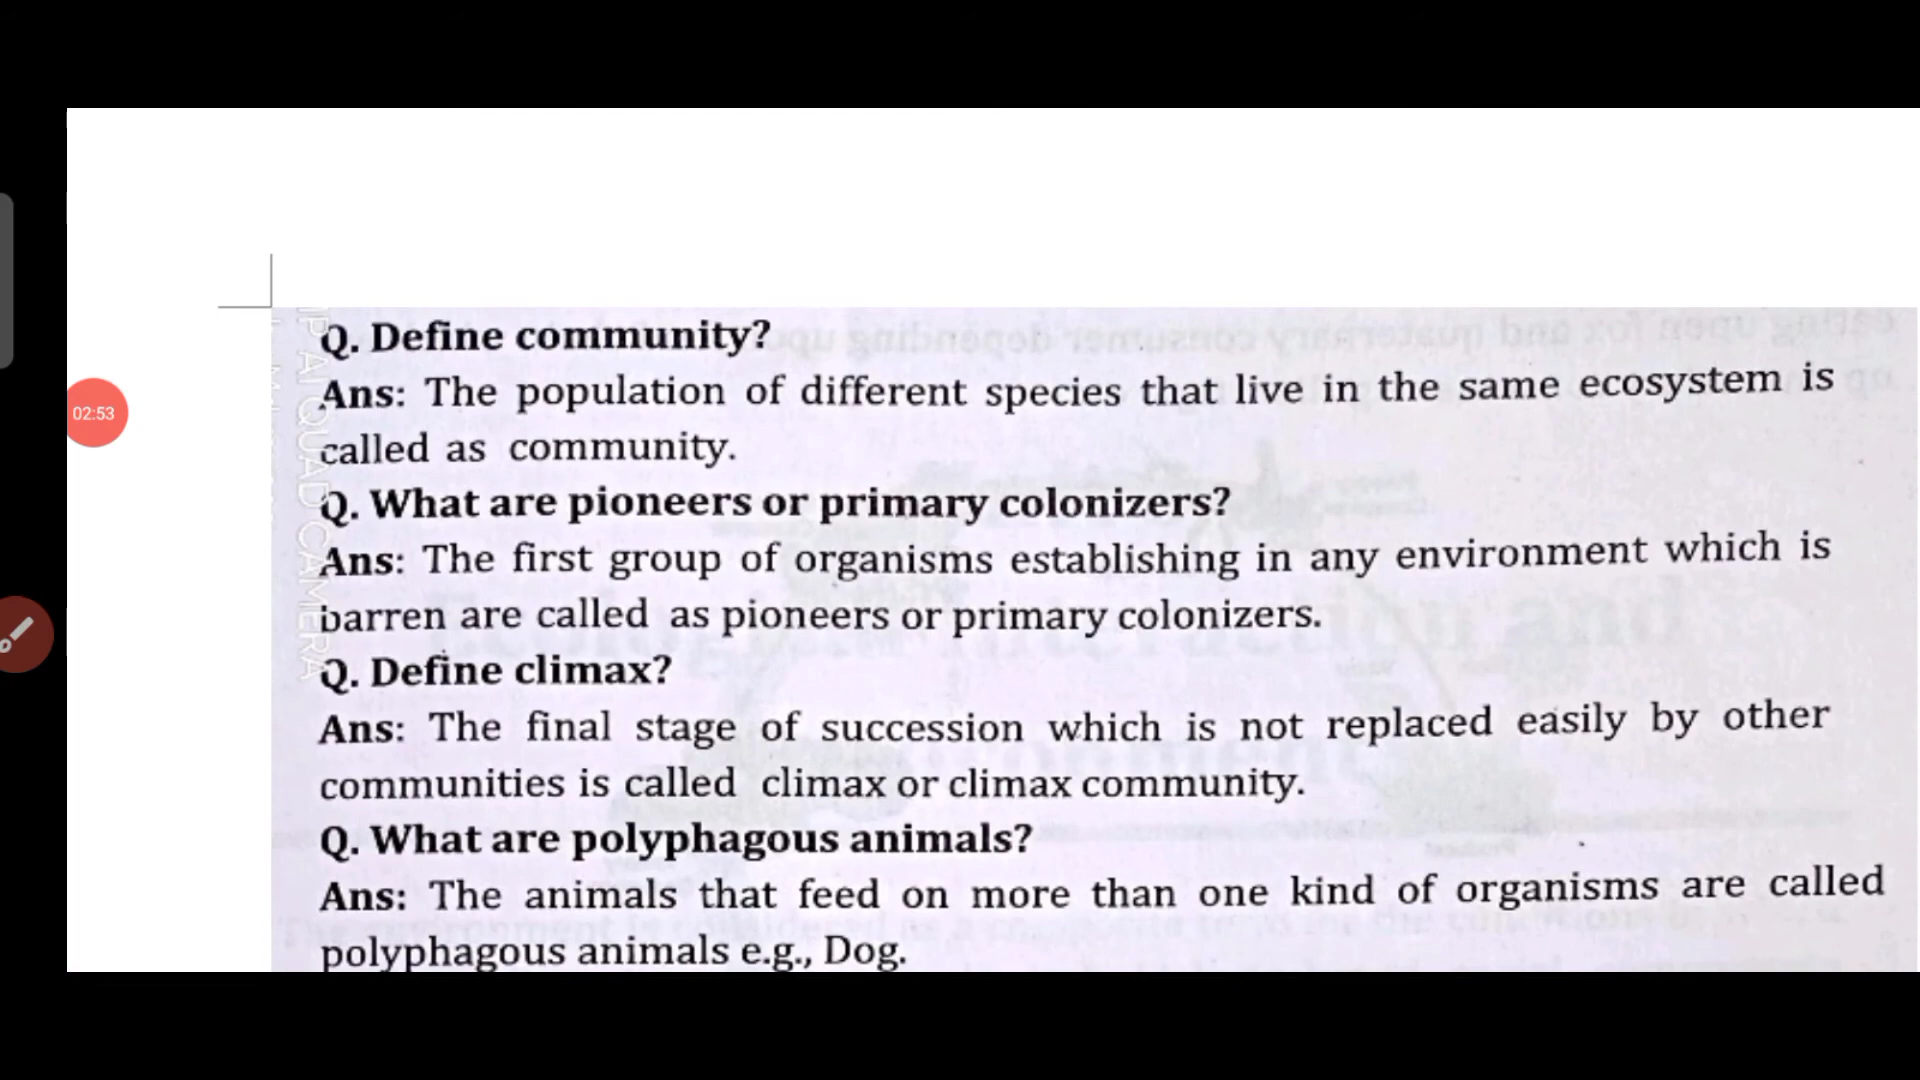 Q. Define community?
Ans: The population of different species that live in the same ecosystem is
called as community.
Q. What are pioneers or primary colonizers?
Ans: The first group of organisms establishing in any environment which is
barren are called as pioneers or primary colonizers.
Q. Define climax?
Ans: The final stage of succession which is not replaced easily by other
communities is called climax or climax community.
Q. What are polyphagous animals?
Ans: The animals that feed on more than one kind of organisms are called
polyphagous animals e.g., Dog.
02:53
AI QUAD CAMERA